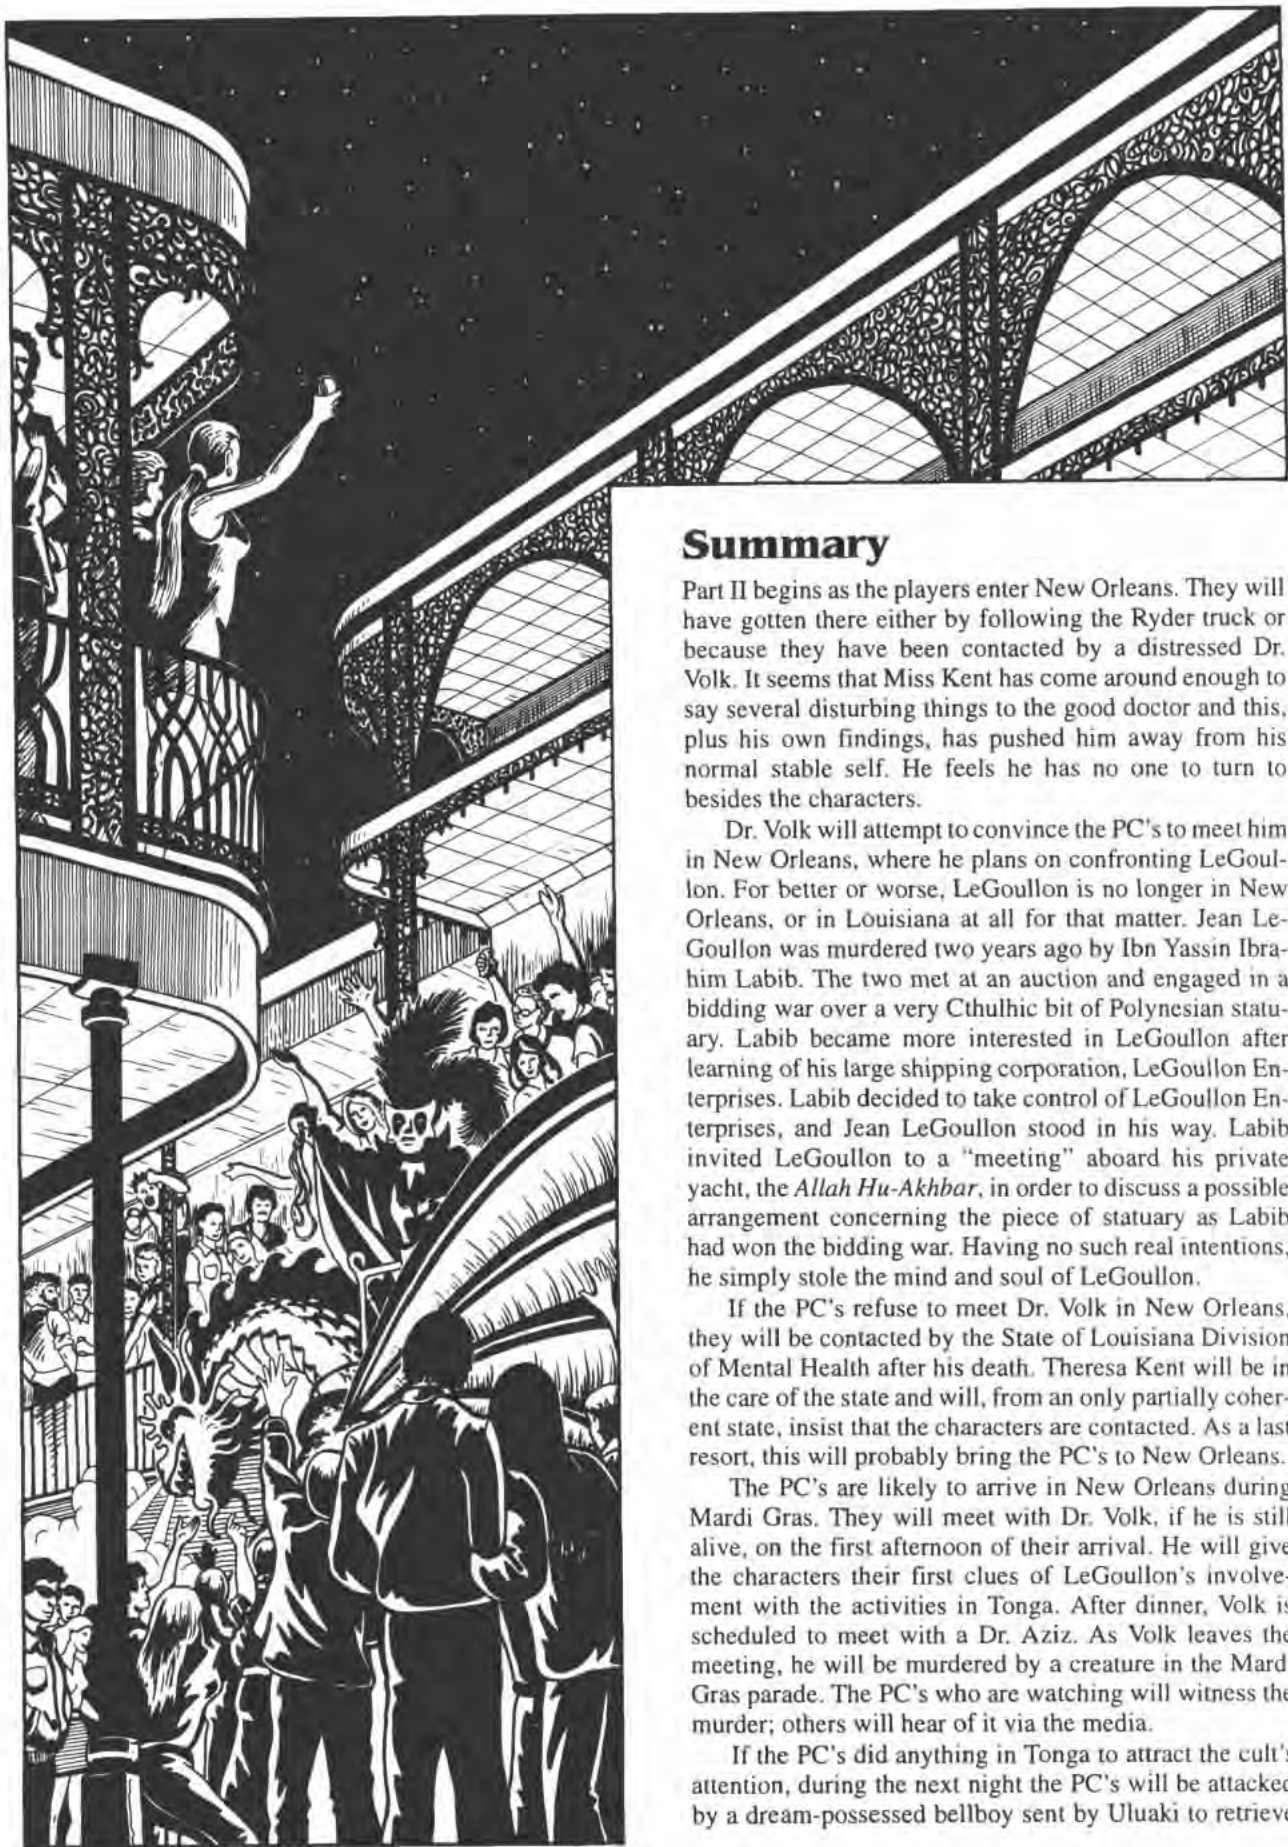 Summary
Part II begins as the players enter New Orleans. They will
have gotten there either by following the Ryder truck or
because they have been contacted by a distressed Dr.
Volk. It seems that Miss Kent has come around enough to
say several disturbing things to the good doctor and this,
plus his own findings, has pushed him away from his
normal stable self. He feels he has no one to turn to
besides the characters.
Dr. Volk will attempt to convince the PC's to meet him
in New Orleans, where he plans on confronting LeGoul-
lon. For better or worse, LeGoullon is no longer in New
Orleans, or in Louisiana at all for that matter. Jean Le-
Goullon was murdered two years ago by Ibn Yassin Ibra-
him Labib. The two met at an auction and engaged in a
bidding war over a very Cthulhic bit of Polynesian statu-
ary. Labib became more interested in LeGoullon after
learning of his large shipping corporation, LeGoullon En-
terprises. Labib decided to take control of LeGoullon En-
terprises, and Jean LeGoullon stood in his way. Labib
invited LeGoullon to a "meeting" aboard his private
yacht, the Allah Hu-Akhbar, in order to discuss a possible
arrangement concerning the piece of statuary as Labib
had won the bidding war. Having no such real intentions,
he simply stole the mind and soul of LeGoullon.
If the PC's refuse to meet Dr. Volk in New Orleans,
they will be contacted by the State of Louisiana Division
of Mental Health after his death. Theresa Kent will be in
the care of the state and will, from an only partially coher-
ent state, insist that the characters are contacted. As a last
resort, this will probably bring the PC's to New Orleans.
The PC's are likely to arrive in New Orleans during
Mardi Gras. They will meet with Dr. Volk, if he is still
alive, on the first afternoon of their arrival. He will give
the characters their first clues of LeGoullon's involve-
ment with the activities in Tonga. After dinner, Volk is
scheduled to meet with a Dr. Aziz. As Volk leaves the
meeting, he will be murdered by a creature in the Mardi
Gras parade. The PC's who are watching will witness the
murder; others will hear of it via the media.
If the PC's did anything in Tonga to attract the cult's
attention, during the next night the PC's will be attacked
by a dream-possessed bellboy sent by Uluaki to retrieve